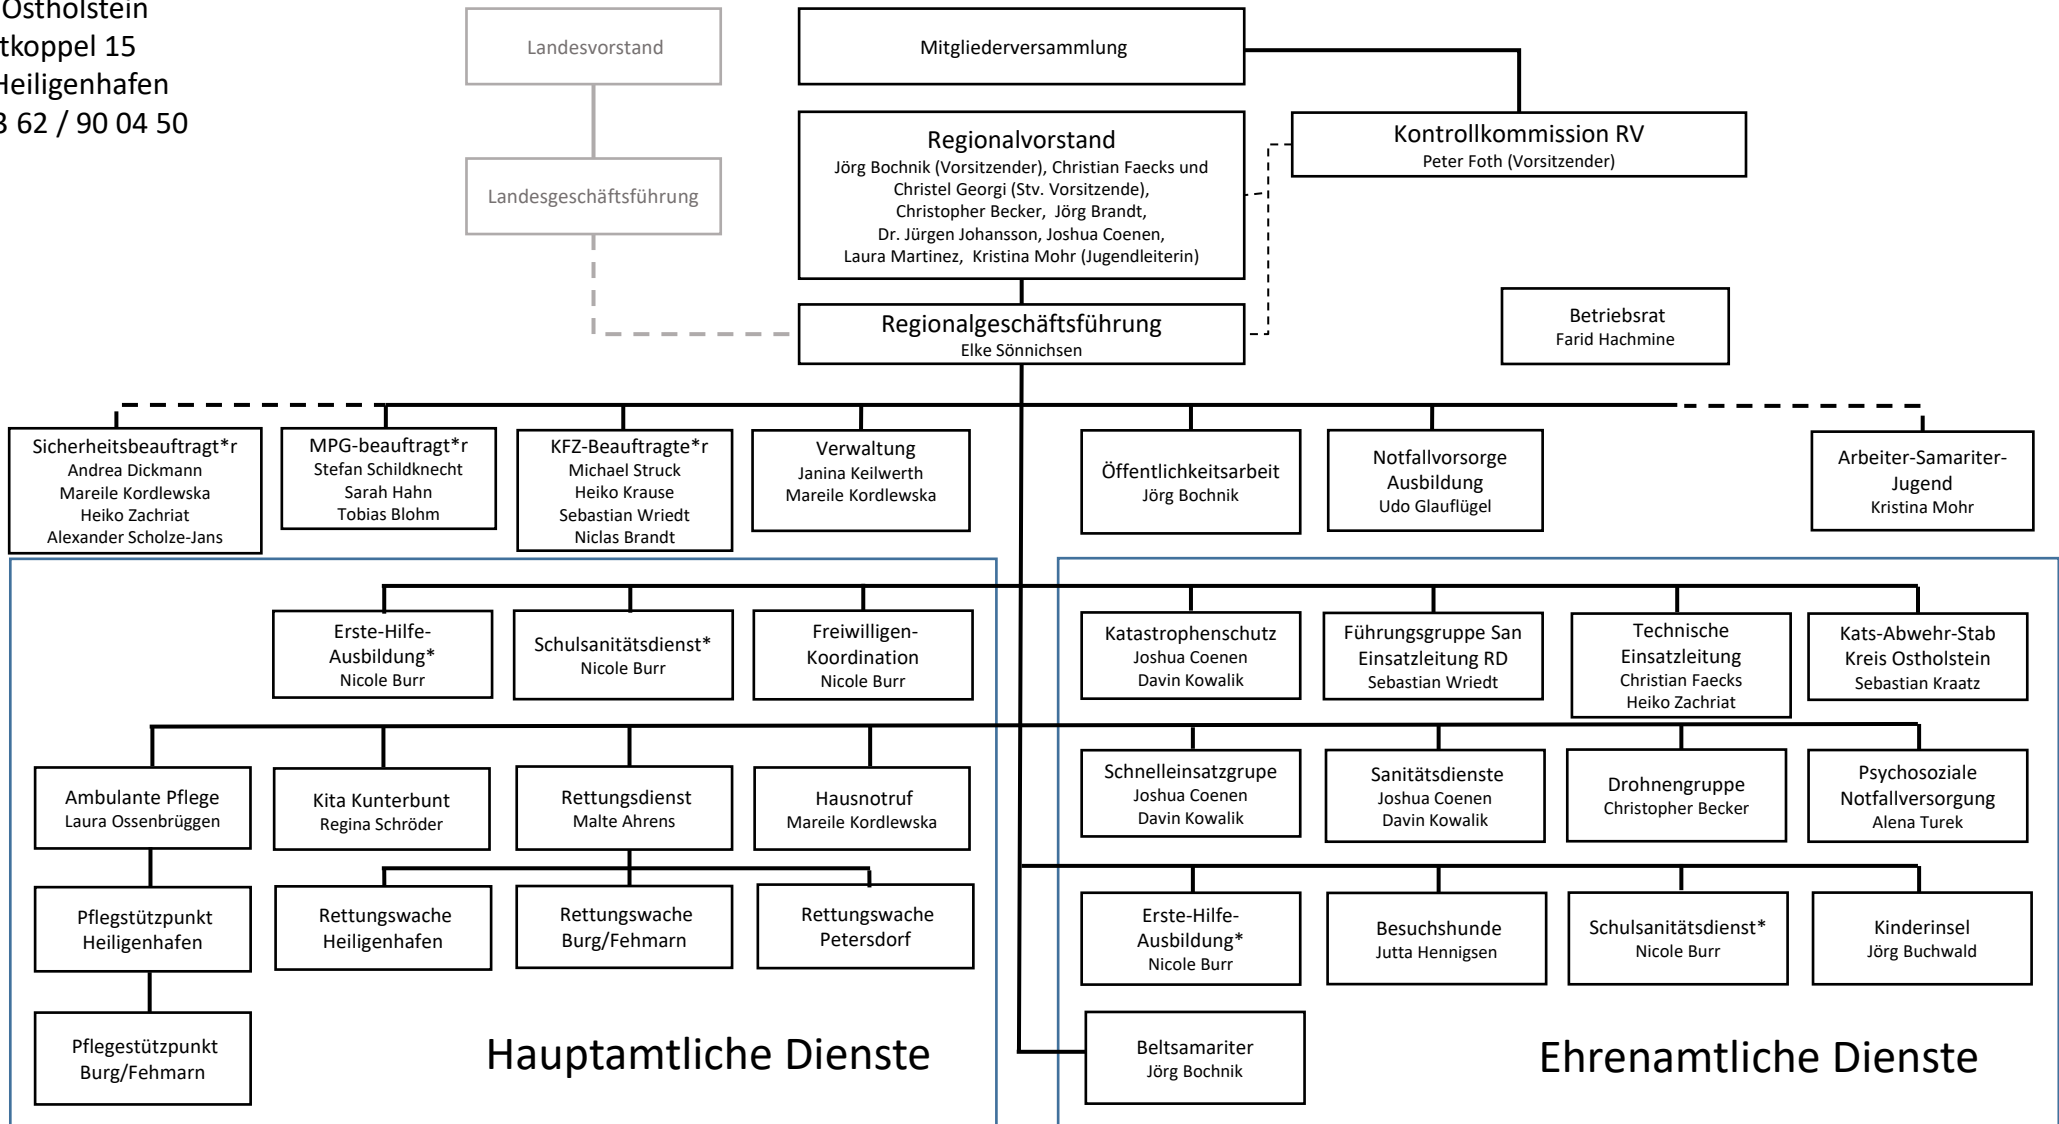 Ostholstein
tkoppel 15
Heiligenhafen
3 62 / 90 04 50
Landesvorstand
Mitgliederversammlung
Landesgeschäftsführung
Regionalvorstand
Jörg Bochnik (Vorsitzender), Christian Faecks und
Christel Georgi (Stv. Vorsitzende),
Christopher Becker, Jörg Brandt,
Dr. Jürgen Johansson, Joshua Coenen,
Laura Martinez, Kristina Mohr (Jugendleiterin)
Kontrollkommission RV
Peter Foth (Vorsitzender)
Regionalgeschäftsführung
Elke Sönnichsen
Betriebsrat
Farid Hachmine
Sicherheitsbeauftragt*r
Andrea Dickmann
Mareile Kordlewska
Heiko Zachriat
Alexander Scholze-Jans
MPG-beauftragt*r
Stefan Schildknecht
Sarah Hahn
Tobias Blohm
KFZ-Beauftragte*r
Michael Struck
Heiko Krause
Sebastian Wriedt
Niclas Brandt
Verwaltung
Janina Keilwerth
Mareile Kordlewska
Öffentlichkeitsarbeit
Jörg Bochnik
Notfallvorsorge
Ausbildung
Udo Glauflügel
Arbeiter-Samariter-
Jugend
Kristina Mohr
Erste-Hilfe-
Ausbildung*
Nicole Burr
Schulsanitätsdienst*
Nicole Burr
Freiwilligen-
Koordination
Nicole Burr
Katastrophenschutz
Joshua Coenen
Davin Kowalik
Führungsgruppe San
Einsatzleitung RD
Sebastian Wriedt
Technische
Einsatzleitung
Christian Faecks
Heiko Zachriat
Kats-Abwehr-Stab
Kreis Ostholstein
Sebastian Kraatz
Ambulante Pflege
Laura Ossenbrüggen
Kita Kunterbunt
Regina Schröder
Rettungsdienst
Malte Ahrens
Hausnotruf
Mareile Kordlewska
Schnelleinsatzgrupe
Joshua Coenen
Davin Kowalik
Sanitätsdienste
Joshua Coenen
Davin Kowalik
Drohnengruppe
Christopher Becker
Psychosoziale
Notfallversorgung
Alena Turek
Pflegstützpunkt
Heiligenhafen
Rettungswache
Heiligenhafen
Rettungswache
Burg/Fehmarn
Rettungswache
Petersdorf
Erste-Hilfe-
Ausbildung*
Nicole Burr
Besuchshunde
Jutta Hennigsen
Schulsanitätsdienst*
Nicole Burr
Kinderinsel
Jörg Buchwald
Pflegestützpunkt
Burg/Fehmarn
Hauptamtliche Dienste
Beltsamariter
Jörg Bochnik
Ehrenamtliche Dienste